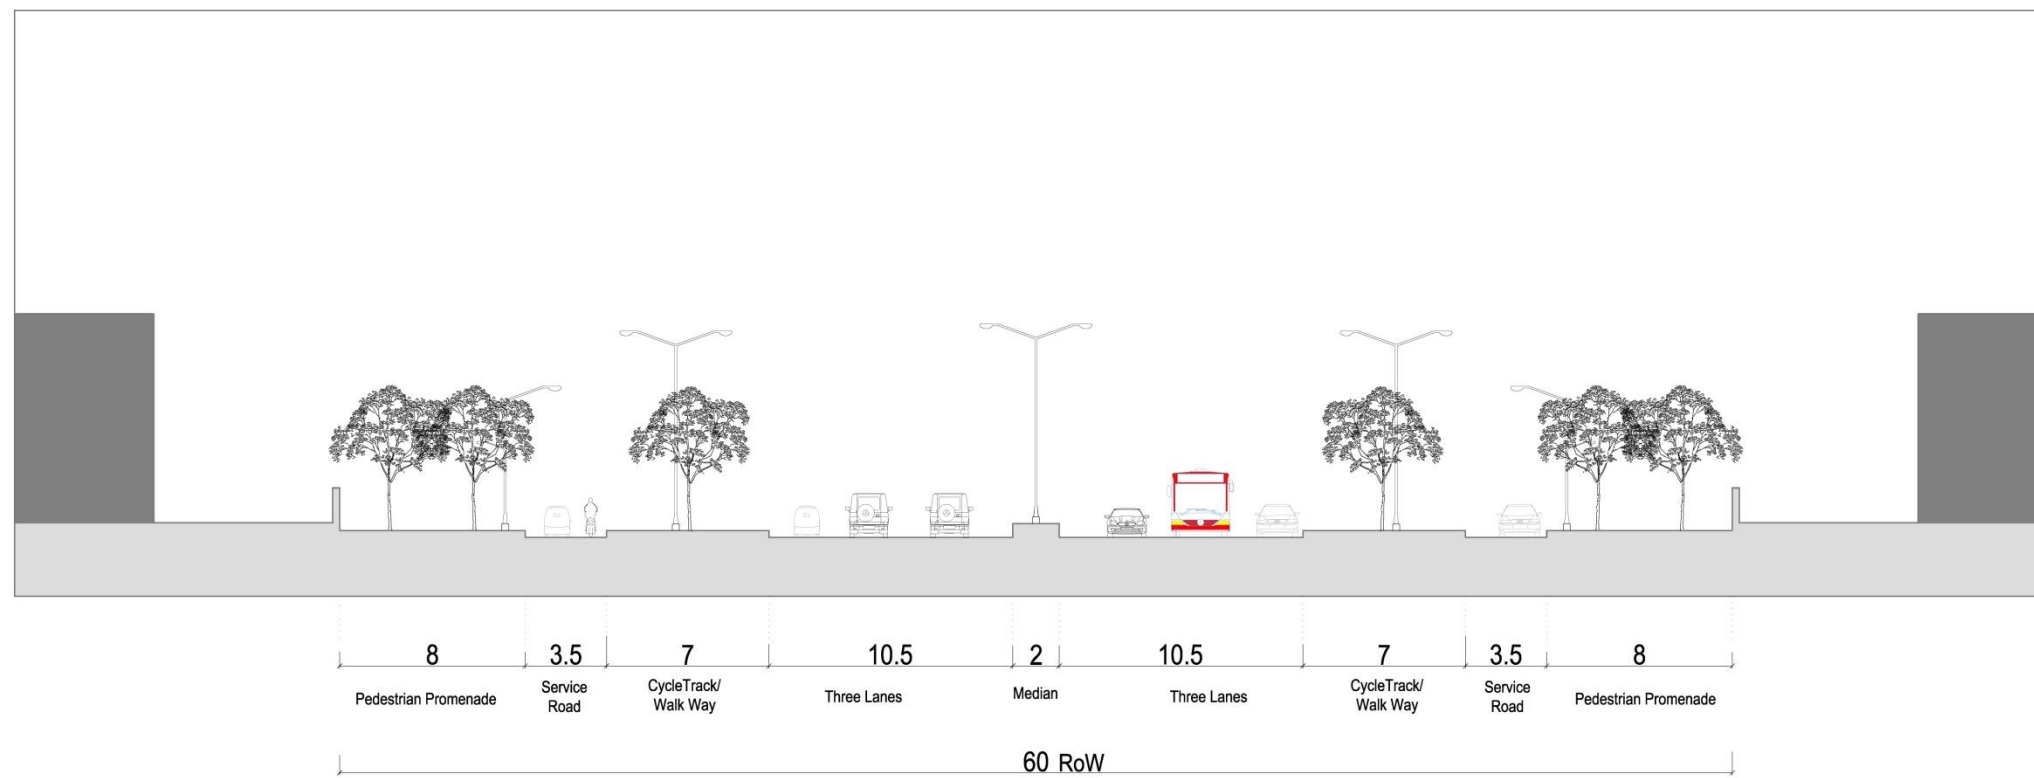 8 3.5 7 10.5 2 10.5 7 3.5 8
Pedestrian Promenade
Service
Road
CycleTrack/
Walk Way
Three Lanes
Median
Three Lanes
CycleTrack/
Walk Way
Service
Road
Pedestrian Promenade
60 RoW